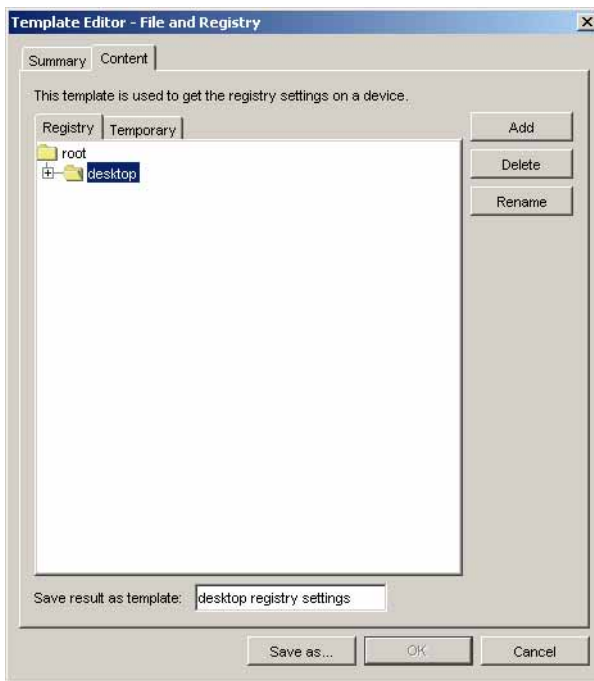 Template Editor - File and Registry
Summary Content
This template is used to get the registry settings on a device.
Registry Temporary
Add
root
desktop
Delete
Rename
Save result as template: desktop registry settings
Save as... OK Cancel